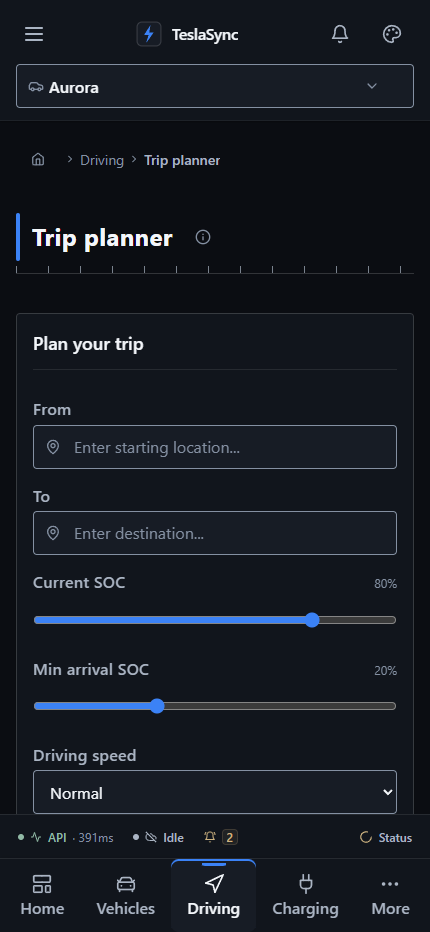 TeslaSync
Aurora
Driving
Trip planner
Trip planner
Plan your trip
From
Enter starting location...
To
Enter destination...
Current SOC 80%
Min arrival SOC 20%
Driving speed
Normal
API · 391ms Idle 2 Status
Home Vehicles Driving Charging More